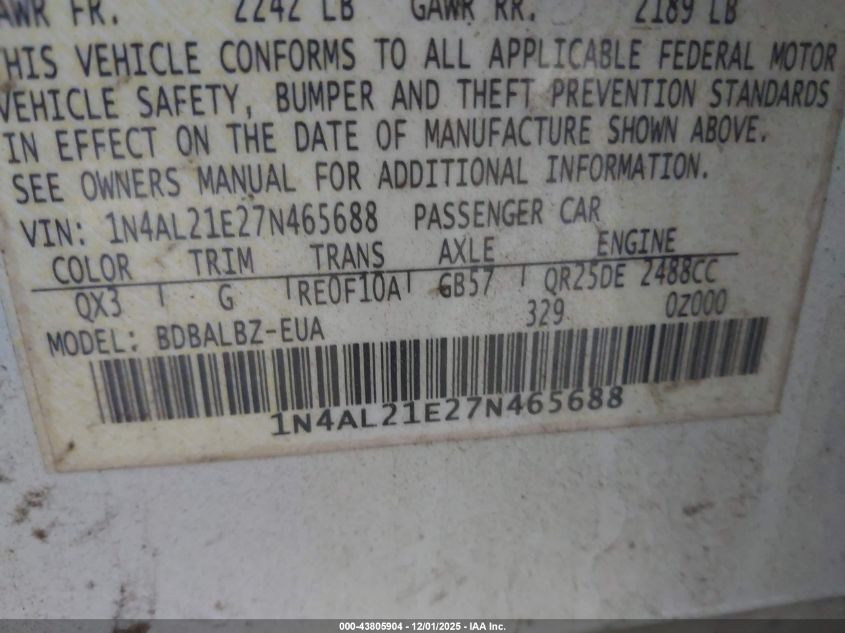 GAWR FR. 2242 LB GAWR RR. 2189 LB
THIS VEHICLE CONFORMS TO ALL APPLICABLE FEDERAL MOTOR
VEHICLE SAFETY, BUMPER AND THEFT PREVENTION STANDARDS
IN EFFECT ON THE DATE OF MANUFACTURE SHOWN ABOVE.
SEE OWNERS MANUAL FOR ADDITIONAL INFORMATION.
VIN: 1N4AL21E27N465688 PASSENGER CAR
COLOR TRIM TRANS AXLE ENGINE
QX3 G RE0F10A GB57 QR25DE 2488CC
329 0Z000
MODEL: BDBALBZ-EUA
1N4AL21E27N465688
000-43805904 - 12/01/2025 - IAA Inc.